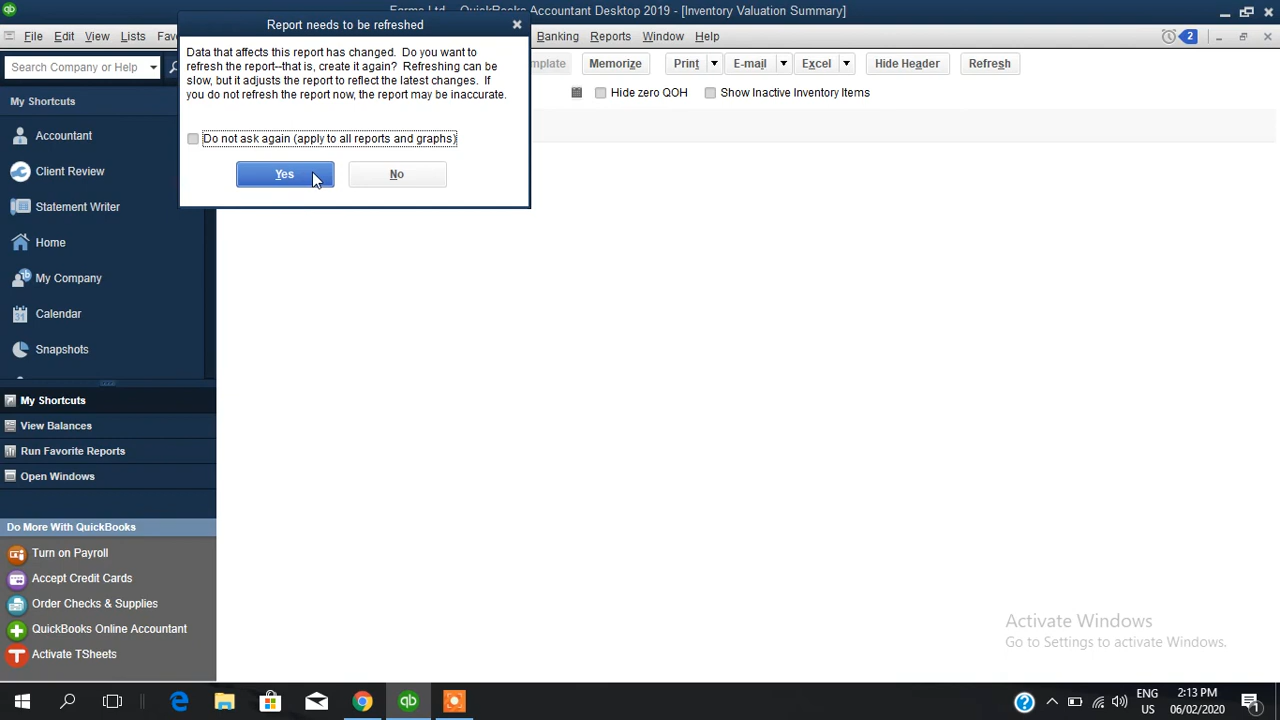 Report needs to be refreshed
Farms Ltd - QuickBooks Accountant Desktop 2019 - [Inventory Valuation Summary]
File Edit View Lists Banking Reports Window Help
2
Data that affects this report has changed. Do you want to
refresh the report--that is, create it again? Refreshing can be
slow, but it adjusts the report to reflect the latest changes. If
you do not refresh the report now, the report may be inaccurate.
Do not ask again (apply to all reports and graphs)
Yes
No
Search Company or Help
Memorize
Print
E-mail
Excel
Hide Header
Refresh
Hide zero QOH
Show Inactive Inventory Items
My Shortcuts
Accountant
Client Review
Statement Writer
Home
My Company
Calendar
Snapshots
My Shortcuts
View Balances
Run Favorite Reports
Open Windows
Do More With QuickBooks
Turn on Payroll
Accept Credit Cards
Order Checks & Supplies
QuickBooks Online Accountant
Activate TSheets
Activate Windows
Go to Settings to activate Windows.
ENG
US
2:13 PM
06/02/2020
1